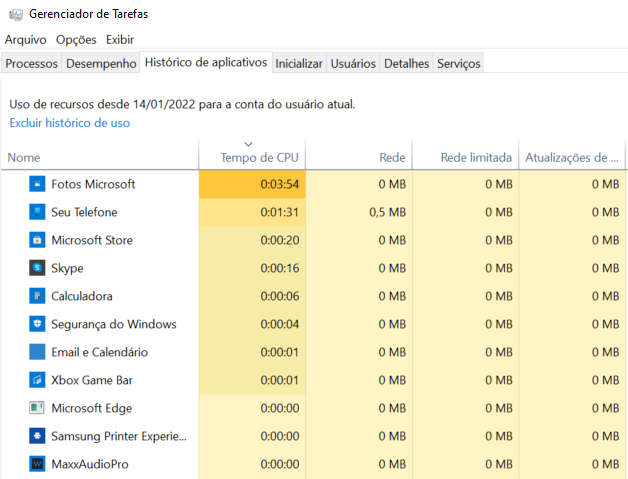 Gerenciador de Tarefas
Arquivo Opções Exibir
Processos Desempenho Histórico de aplicativos Inicializar Usuários Detalhes Serviços
Uso de recursos desde 14/01/2022 para a conta do usuário atual.
Excluir histórico de uso
Nome Tempo de CPU Rede Rede limitada Atualizações de ...
Fotos Microsoft 0:03:54 0 MB 0 MB 0 MB
Seu Telefone 0:01:31 0,5 MB 0 MB 0 MB
Microsoft Store 0:00:20 0 MB 0 MB 0 MB
Skype 0:00:16 0 MB 0 MB 0 MB
Calculadora 0:00:06 0 MB 0 MB 0 MB
Segurança do Windows 0:00:04 0 MB 0 MB 0 MB
Email e Calendário 0:00:01 0 MB 0 MB 0 MB
Xbox Game Bar 0:00:01 0 MB 0 MB 0 MB
Microsoft Edge 0:00:00 0 MB 0 MB 0 MB
Samsung Printer Experie... 0:00:00 0 MB 0 MB 0 MB
MaxxAudioPro 0:00:00 0 MB 0 MB 0 MB